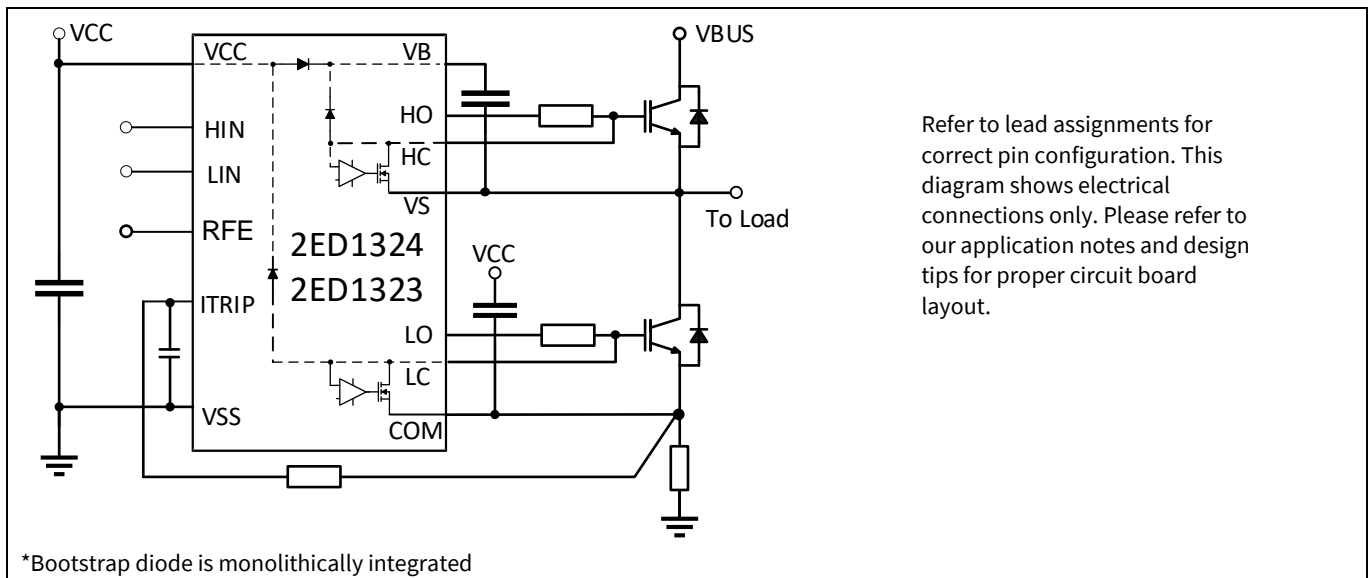 VCC
VCC
VB
VBUS
HIN
HO
HC
LIN
VS
To Load
RFE
2ED1324
2ED1323
VCC
ITRIP
LO
LC
VSS
COM
Refer to lead assignments for
correct pin configuration. This
diagram shows electrical
connections only. Please refer to
our application notes and design
tips for proper circuit board
layout.
*Bootstrap diode is monolithically integrated